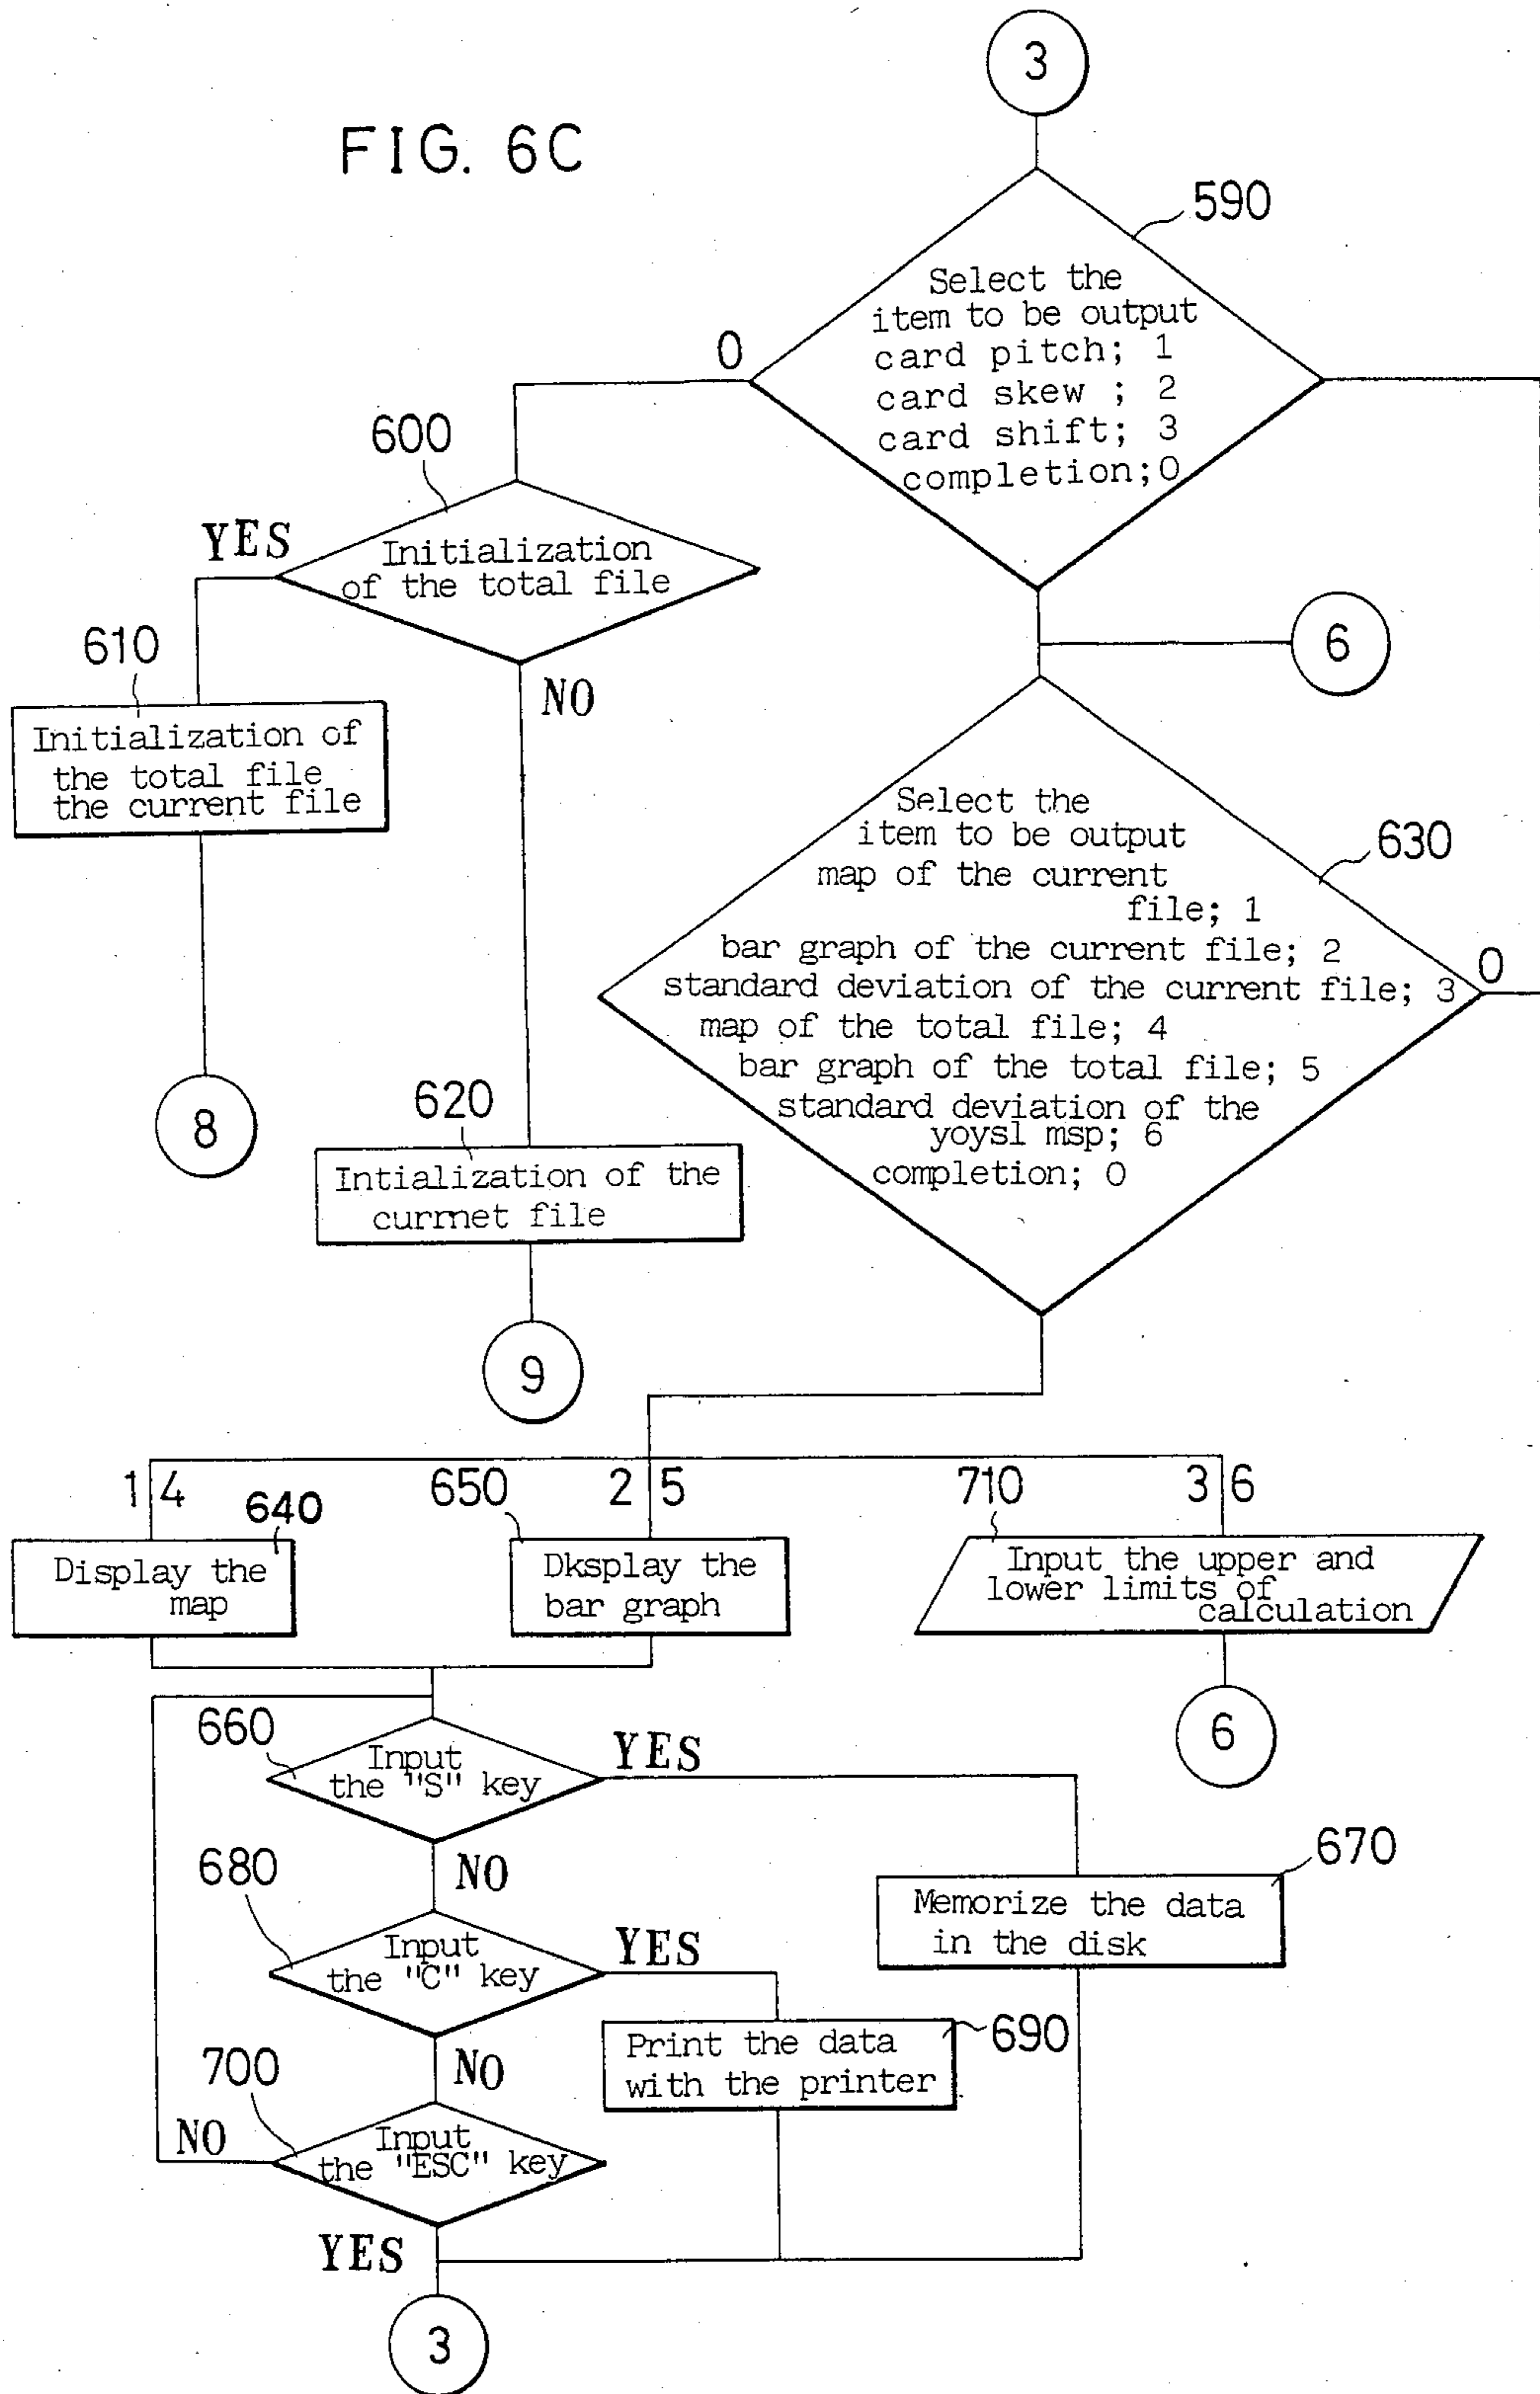 3
FIG. 6C
590
Select the
item to be output
card pitch; 1
card skew ; 2
card shift; 3
completion;0
0
600
YES
Initialization
of the total file
NO
6
610
Initialization of
the total file
the current file
8
620
Intialization of the
curmet file
9
630
Select the
item to be output
map of the current
file; 1
bar graph of the current file; 2
standard deviation of the current file; 3
map of the total file; 4
bar graph of the total file; 5
standard deviation of the
yoysl msp; 6
completion; 0
0
1 4
640
Display the
map
650
2 5
Dksplay the
bar graph
710
3 6
Input the upper and
lower limits of
calculation
6
660
Input
the "S" key
YES
NO
670
Memorize the data
in the disk
680
Input
the "C" key
YES
NO
690
Print the data
with the printer
700
Input
the "ESC" key
NO
YES
3